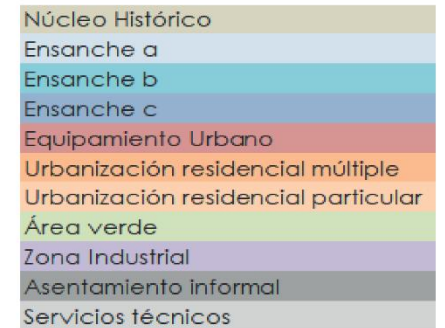 Núcleo Histórico
Ensanche a
Ensanche b
Ensanche c
Equipamiento Urbano
Urbanización residencial múltiple
Urbanización residencial particular
Área verde
Zona Industrial
Asentamiento informal
Servicios técnicos